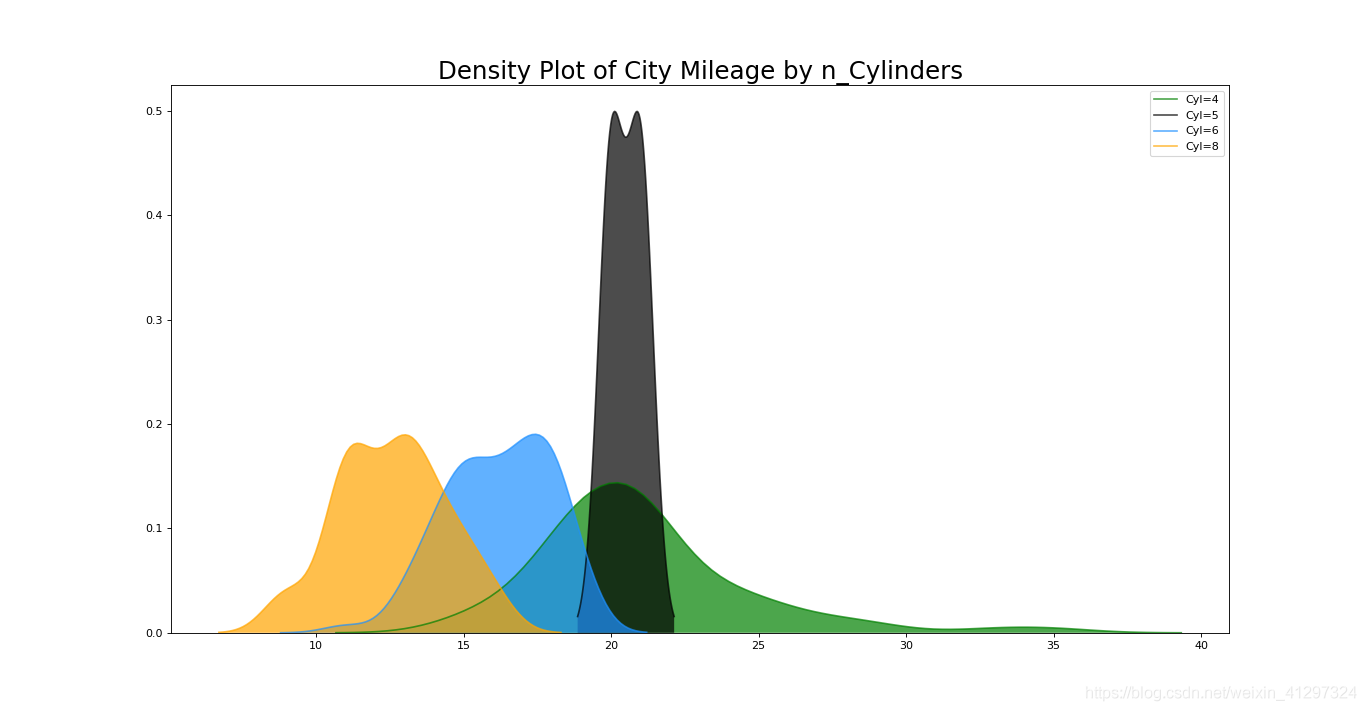 Density Plot of City Mileage by n_Cylinders
Cyl=4
Cyl=5
Cyl=6
Cyl=8
0.5
0.4
0.3
0.2
0.1
0.0
10 15 20 25 30 35 40
https://blog.csdn.net/weixin_41297324